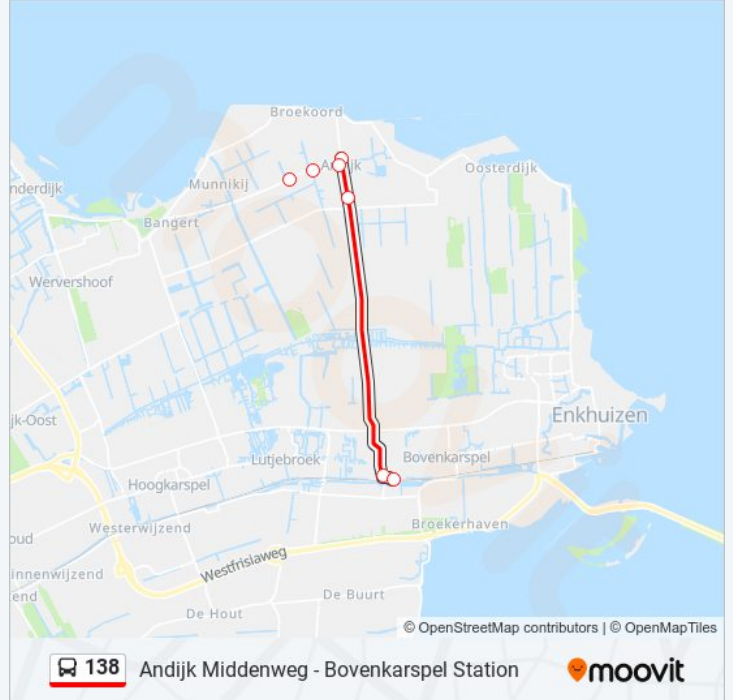 Broekoord
Andijk
Oosterdijk
Munnikij
nderdijk
Bangert
Wervershoof
Enkhuizen
jk-Oost
Lutjebroek
Bovenkarspel
Hoogkarspel
Westerwijzend
Broekerhaven
oud
Westfrisiaweg
innenwijzend
end
De Buurt
De Hout
© OpenStreetMap contributors | © OpenMapTiles
138 Andijk Middenweg - Bovenkarspel Station moovit